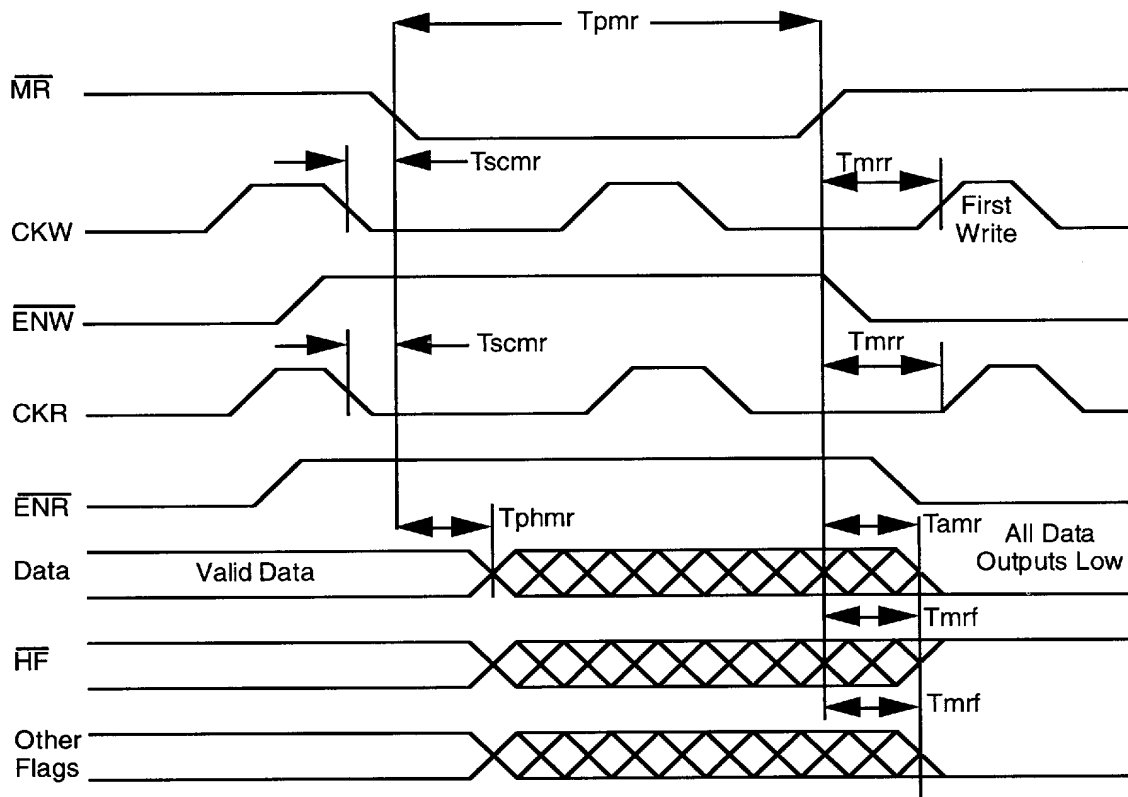 Tpmr
MR
Tscmr
Tmrr
CKW
First
Write
ENW
Tscmr
Tmrr
CKR
ENR
Tphmr
Tamr
Data
Valid Data
All Data
Outputs Low
Tmrf
HF
Tmrf
Other
Flags